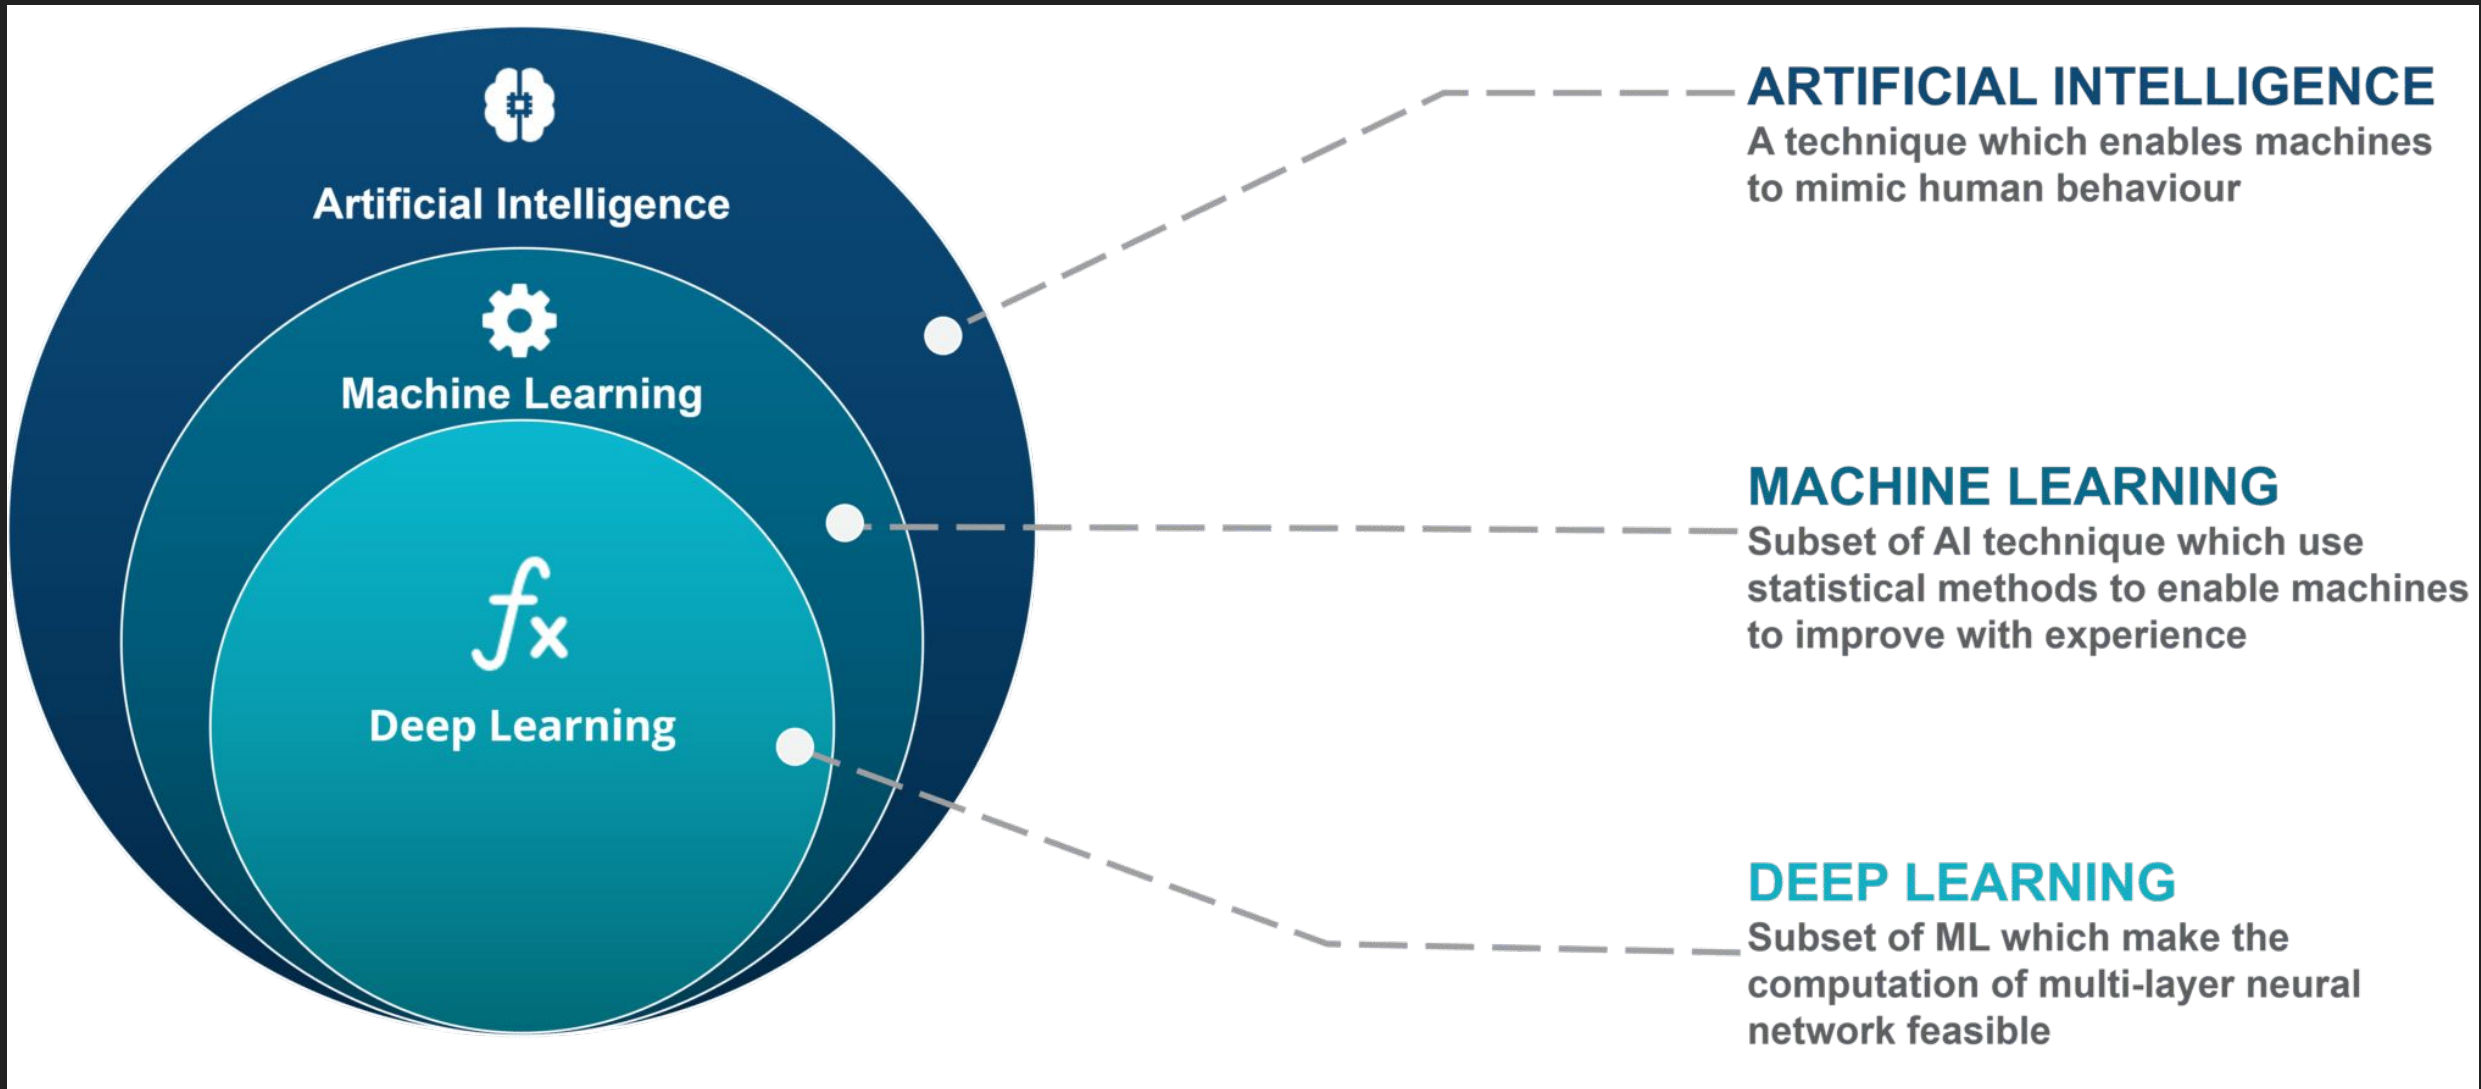 Artificial Intelligence
Machine Learning
fx
Deep Learning
ARTIFICIAL INTELLIGENCE
A technique which enables machines
to mimic human behaviour
MACHINE LEARNING
Subset of AI technique which use
statistical methods to enable machines
to improve with experience
DEEP LEARNING
Subset of ML which make the
computation of multi-layer neural
network feasible